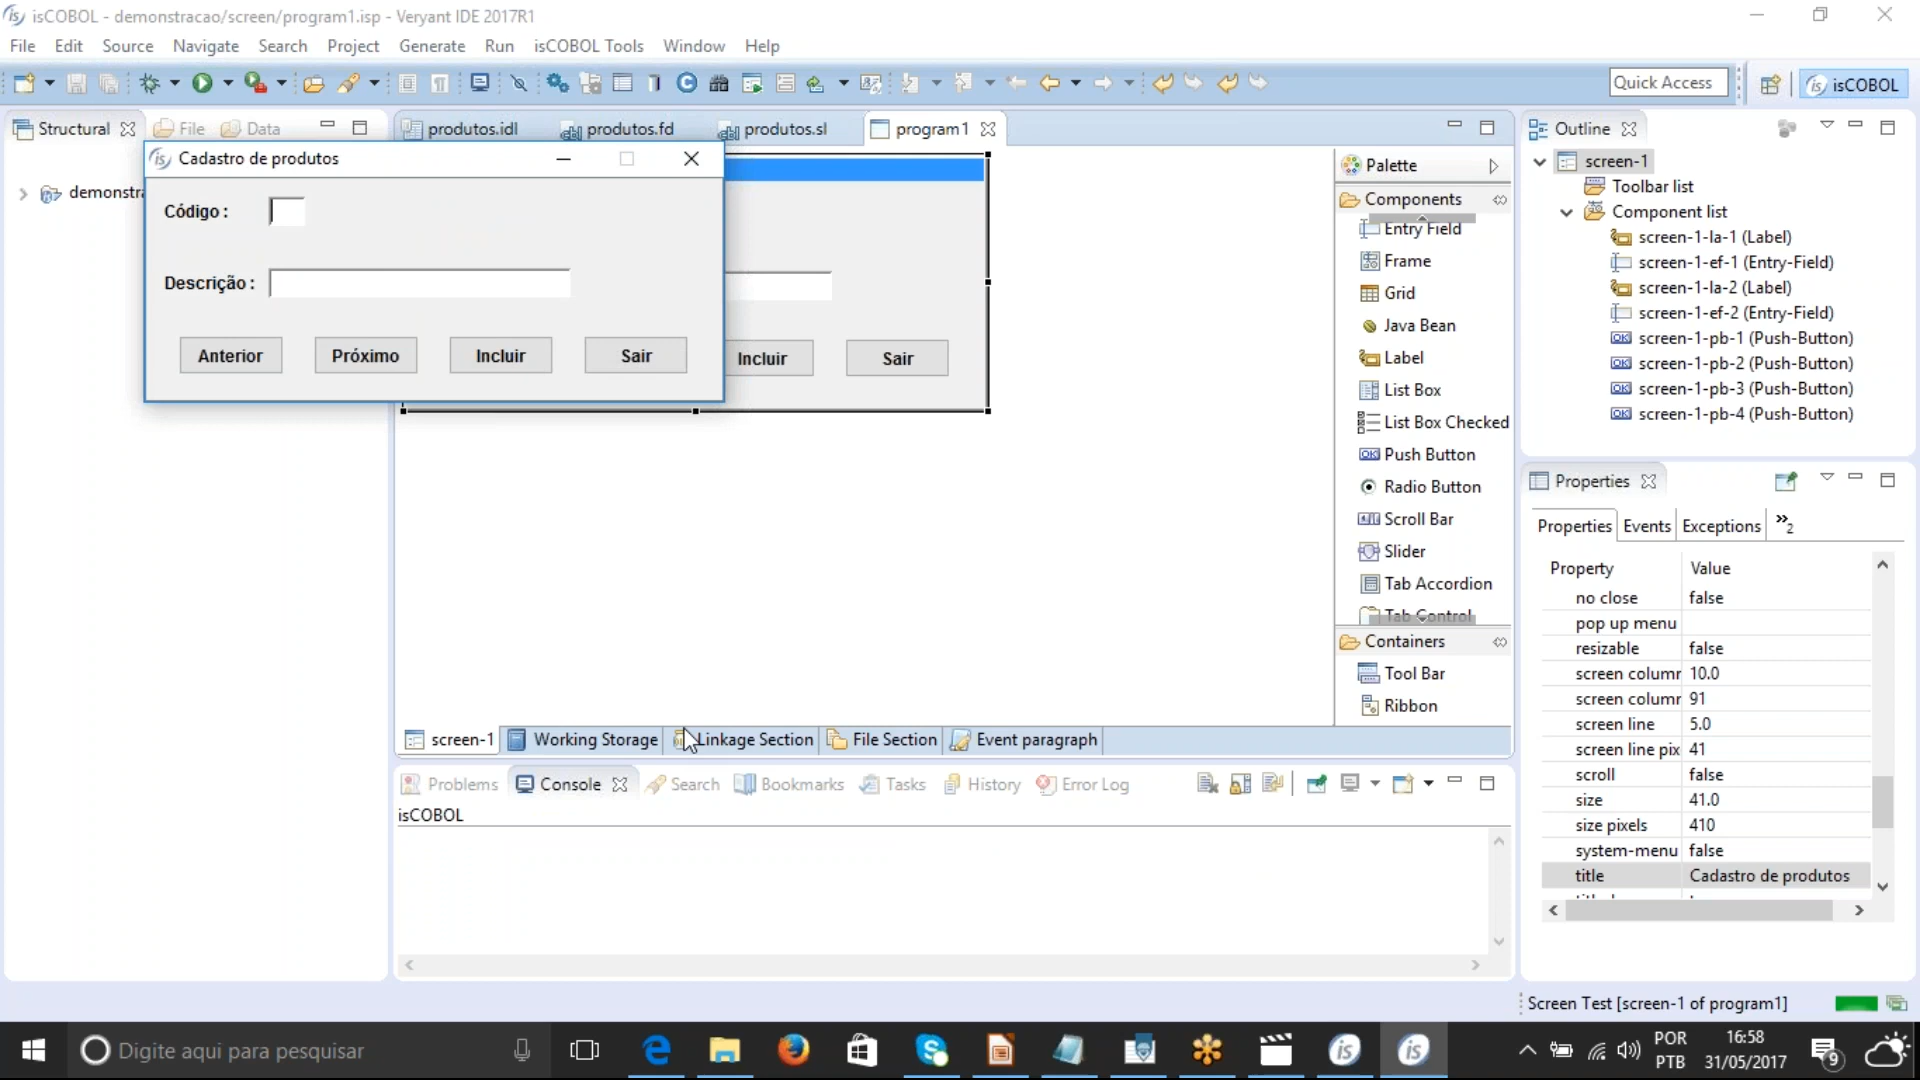 isCOBOL - demonstracao/screen/program1.isp - Veryant IDE 2017R1
File Edit Source Navigate Search Project Generate Run isCOBOL Tools Window Help
Quick Access
isCOBOL
Structural
File
Data
produtos.idl
produtos.fd
produtos.sl
program1
Outline
Cadastro de produtos
demonstra
Código :
Descrição :
Anterior
Próximo
Incluir
Sair
Incluir
Sair
Palette
Components
Entry Field
Frame
Grid
Java Bean
Label
List Box
List Box Checked
Push Button
Radio Button
Scroll Bar
Slider
Tab Accordion
Tab Control
Containers
Tool Bar
Ribbon
screen-1
Toolbar list
Component list
screen-1-la-1 (Label)
screen-1-ef-1 (Entry-Field)
screen-1-la-2 (Label)
screen-1-ef-2 (Entry-Field)
screen-1-pb-1 (Push-Button)
screen-1-pb-2 (Push-Button)
screen-1-pb-3 (Push-Button)
screen-1-pb-4 (Push-Button)
Properties
Properties Events Exceptions »2
Property Value
no close false
pop up menu
resizable false
screen column 10.0
screen column 91
screen line 5.0
screen line pix 41
scroll false
size 41.0
size pixels 410
system-menu false
title Cadastro de produtos
screen-1
Working Storage
Linkage Section
File Section
Event paragraph
Problems
Console
Search
Bookmarks
Tasks
History
Error Log
isCOBOL
Screen Test [screen-1 of program1]
Digite aqui para pesquisar
POR
PTB
16:58
31/05/2017
9